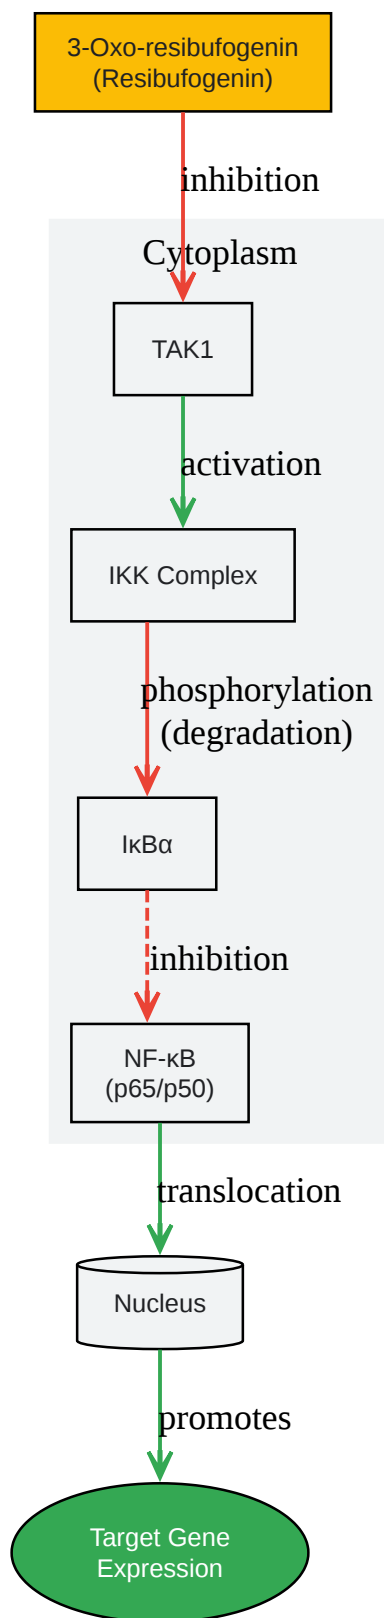 3-Oxo-resibufogenin
(Resibufogenin)
inhibition
Cytoplasm
TAK1
activation
IKK Complex
phosphorylation
(degradation)
IκBα
inhibition
NF-κB
(p65/p50)
translocation
Nucleus
promotes
Target Gene
Expression